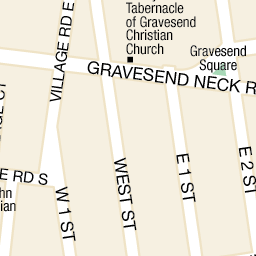 Tabernacle
of Gravesend
Christian
Church
Gravesend
Square
VILLAGE RD E
GRAVESEND NECK R
E RD S
W 1 ST
WEST ST
E 1 ST
E 2 ST